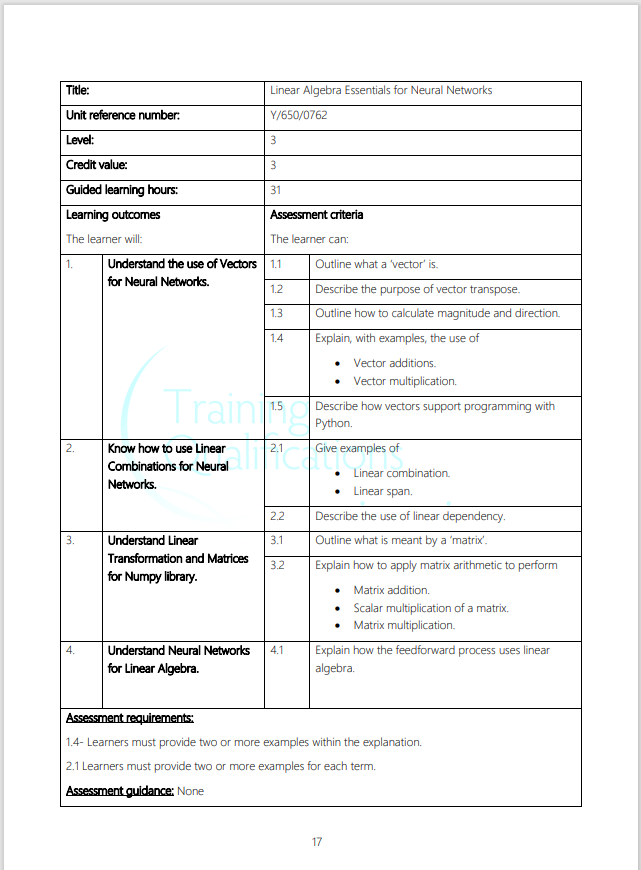 Title: Linear Algebra Essentials for Neural Networks
Unit reference number: Y/650/0762
Level: 3
Credit value: 3
Guided learning hours: 31
Learning outcomes Assessment criteria
The learner will: The learner can:
1. Understand the use of Vectors
for Neural Networks.
1.1 Outline what a ‘vector’ is.
1.2 Describe the purpose of vector transpose.
1.3 Outline how to calculate magnitude and direction.
1.4 Explain, with examples, the use of
• Vector additions.
• Vector multiplication.
1.5 Describe how vectors support programming with
Python.
2. Know how to use Linear
Combinations for Neural
Networks.
2.1 Give examples of
• Linear combination.
• Linear span.
2.2 Describe the use of linear dependency.
3. Understand Linear
Transformation and Matrices
for Numpy library.
3.1 Outline what is meant by a ‘matrix’.
3.2 Explain how to apply matrix arithmetic to perform
• Matrix addition.
• Scalar multiplication of a matrix.
• Matrix multiplication.
4. Understand Neural Networks
for Linear Algebra.
4.1 Explain how the feedforward process uses linear
algebra.
Assessment requirements:
1.4- Learners must provide two or more examples within the explanation.
2.1 Learners must provide two or more examples for each term.
Assessment guidance: None
Training
Qualifications
17